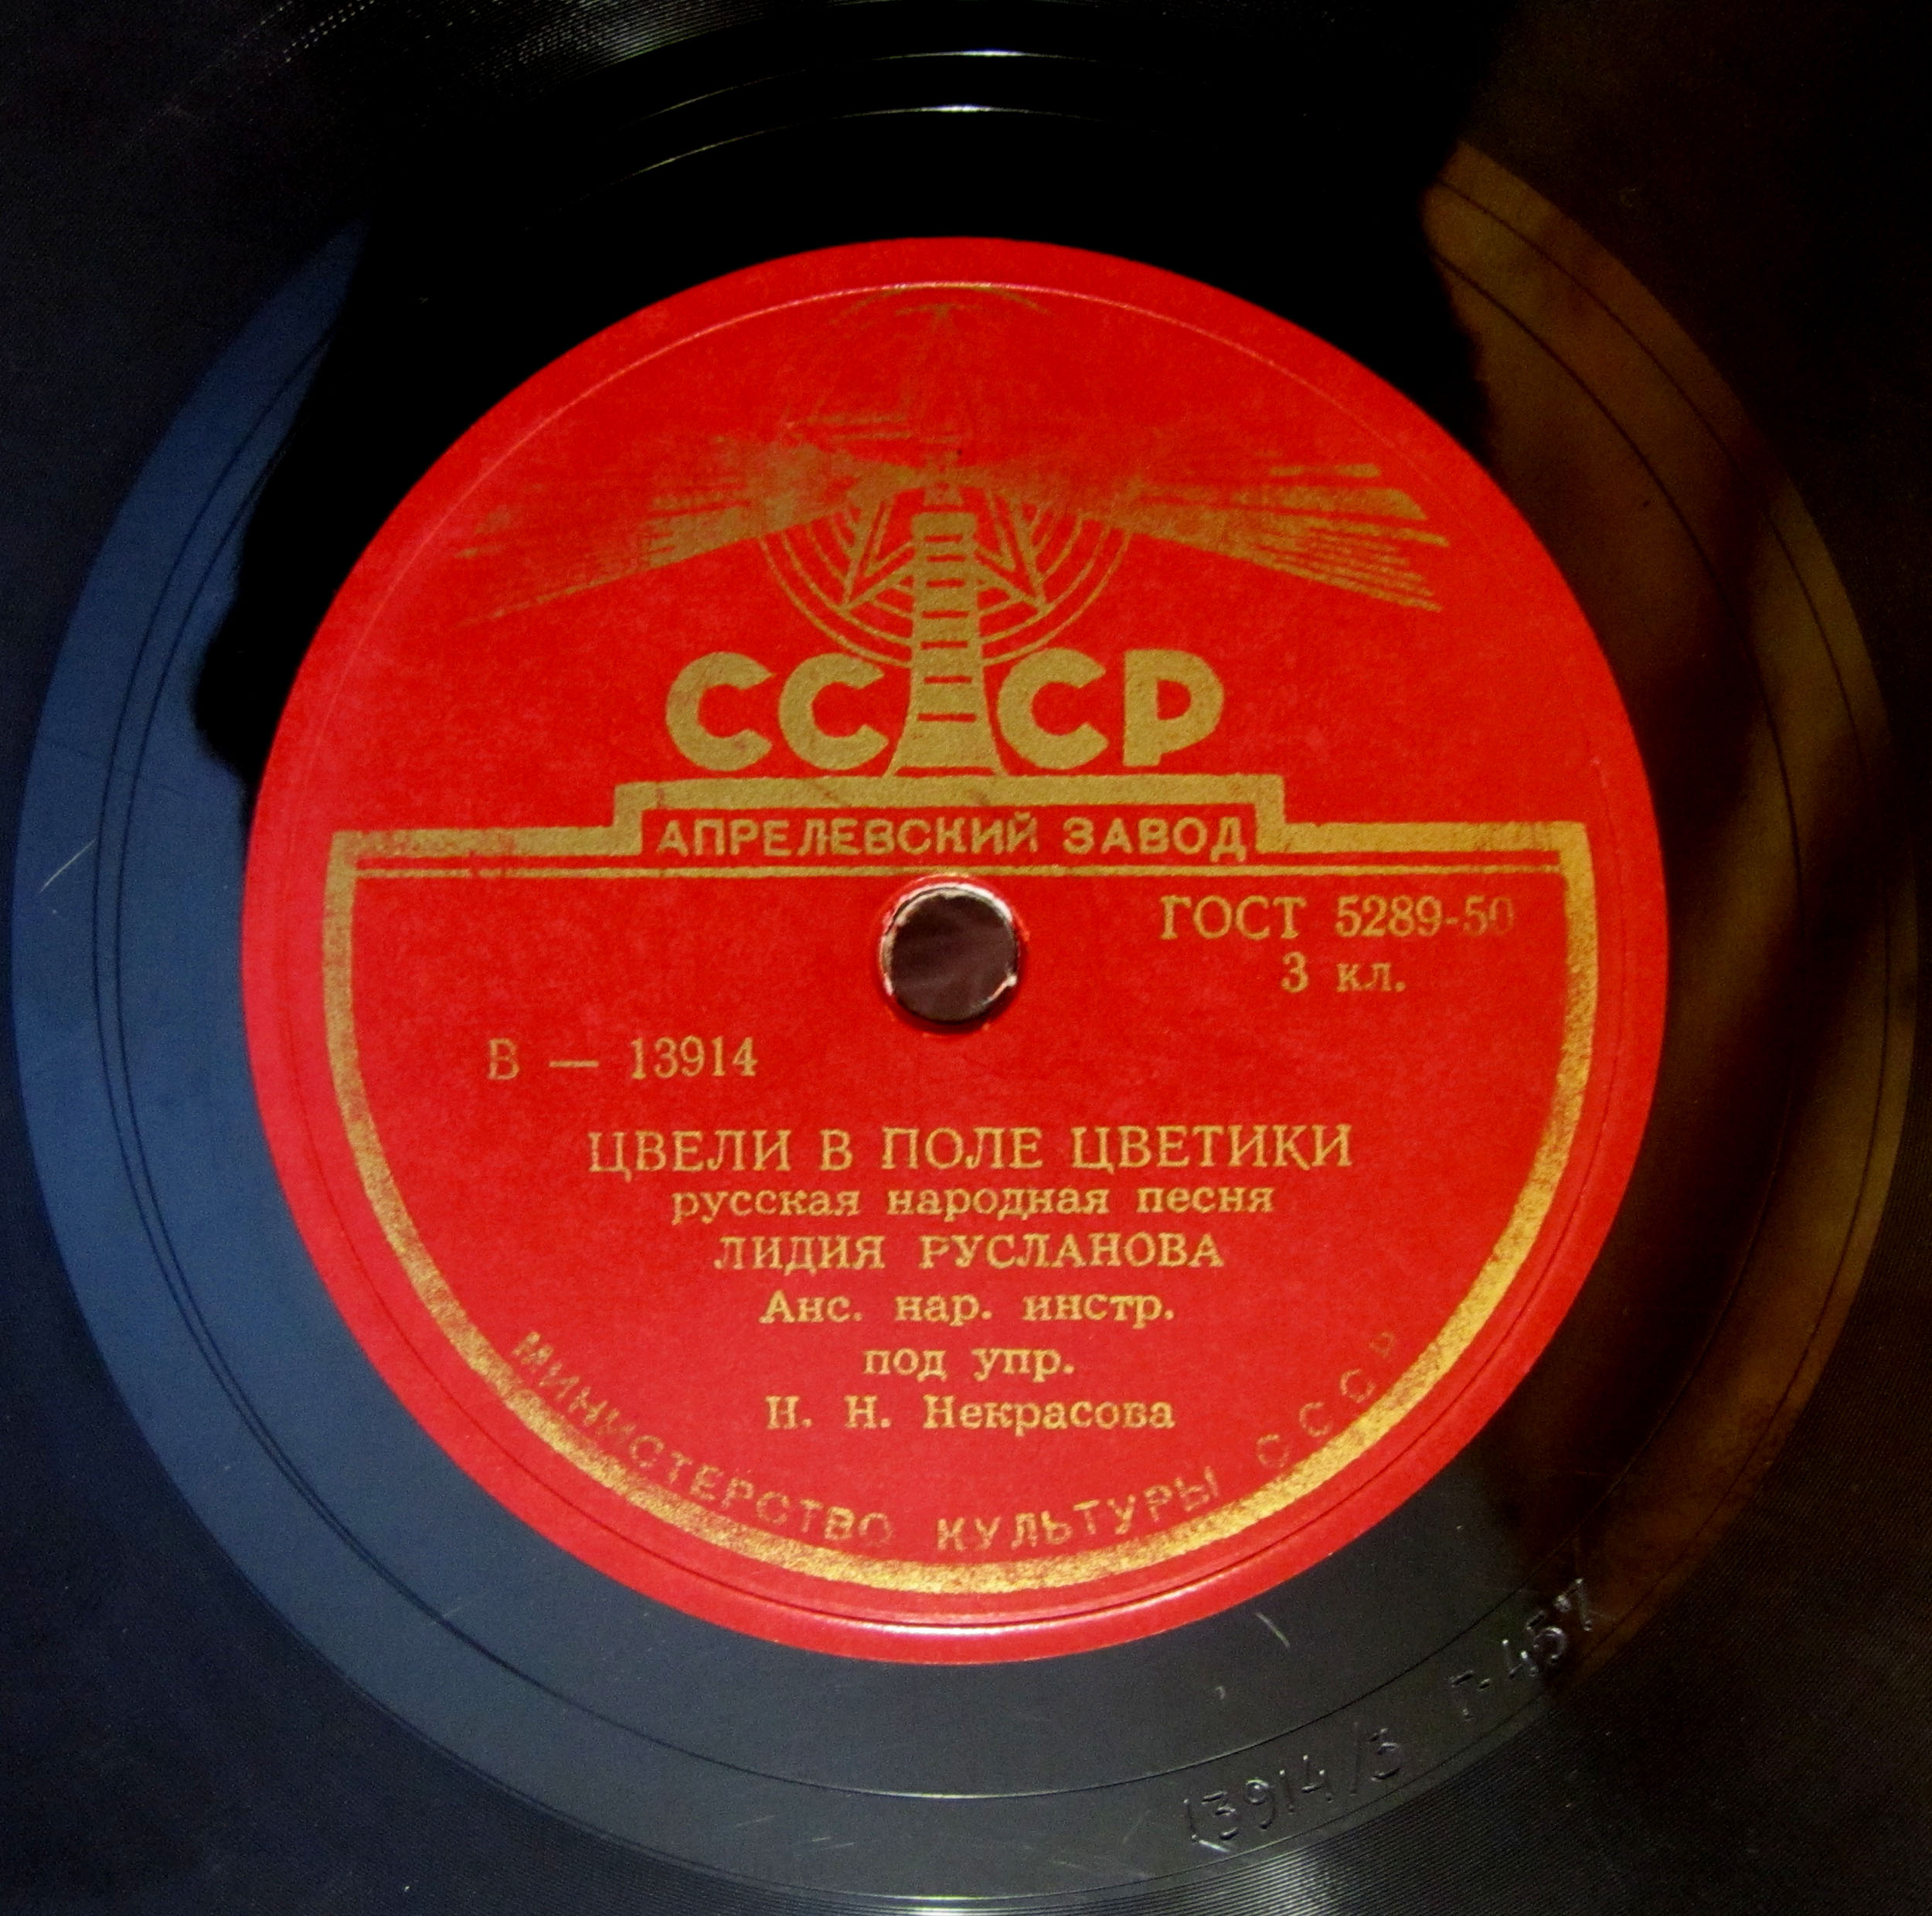 СССР
АПРЕЛЕВСКИЙ ЗАВОД
ГОСТ 5289-50
3 кл.
В — 13914
ЦВЕЛИ В ПОЛЕ ЦВЕТИКИ
русская народная песня
ЛИДИЯ РУСЛАНОВА
Анс. нар. инстр.
под упр.
Н. Н. Некрасова
МИНИСТЕРСТВО КУЛЬТУРЫ СССР
13914/3 Г-457